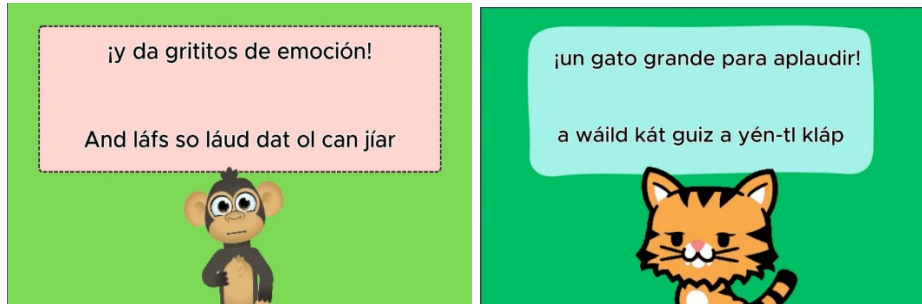 ¡y da grititos de emoción!
And láfs so láud dat ol can jíar
¡un gato grande para aplaudir!
a wáild kát guiz a yén-tl kláp